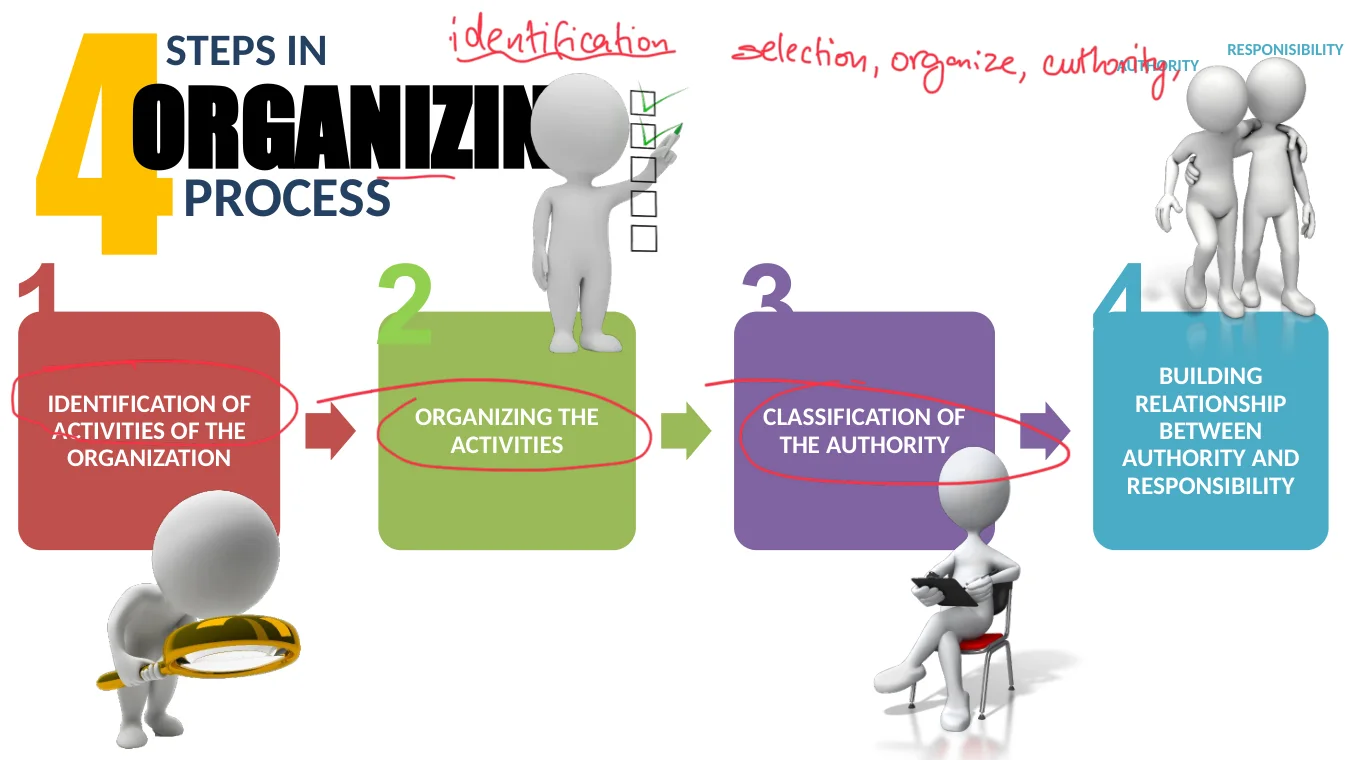 4
STEPS IN
ORGANIZIN
PROCESS
identification
selection, organize, authority,
AUTHORITY
RESPONISIBILITY
1
IDENTIFICATION OF
ACTIVITIES OF THE
ORGANIZATION
2
ORGANIZING THE
ACTIVITIES
3
CLASSIFICATION OF
THE AUTHORITY
4
BUILDING
RELATIONSHIP
BETWEEN
AUTHORITY AND
RESPONSIBILITY